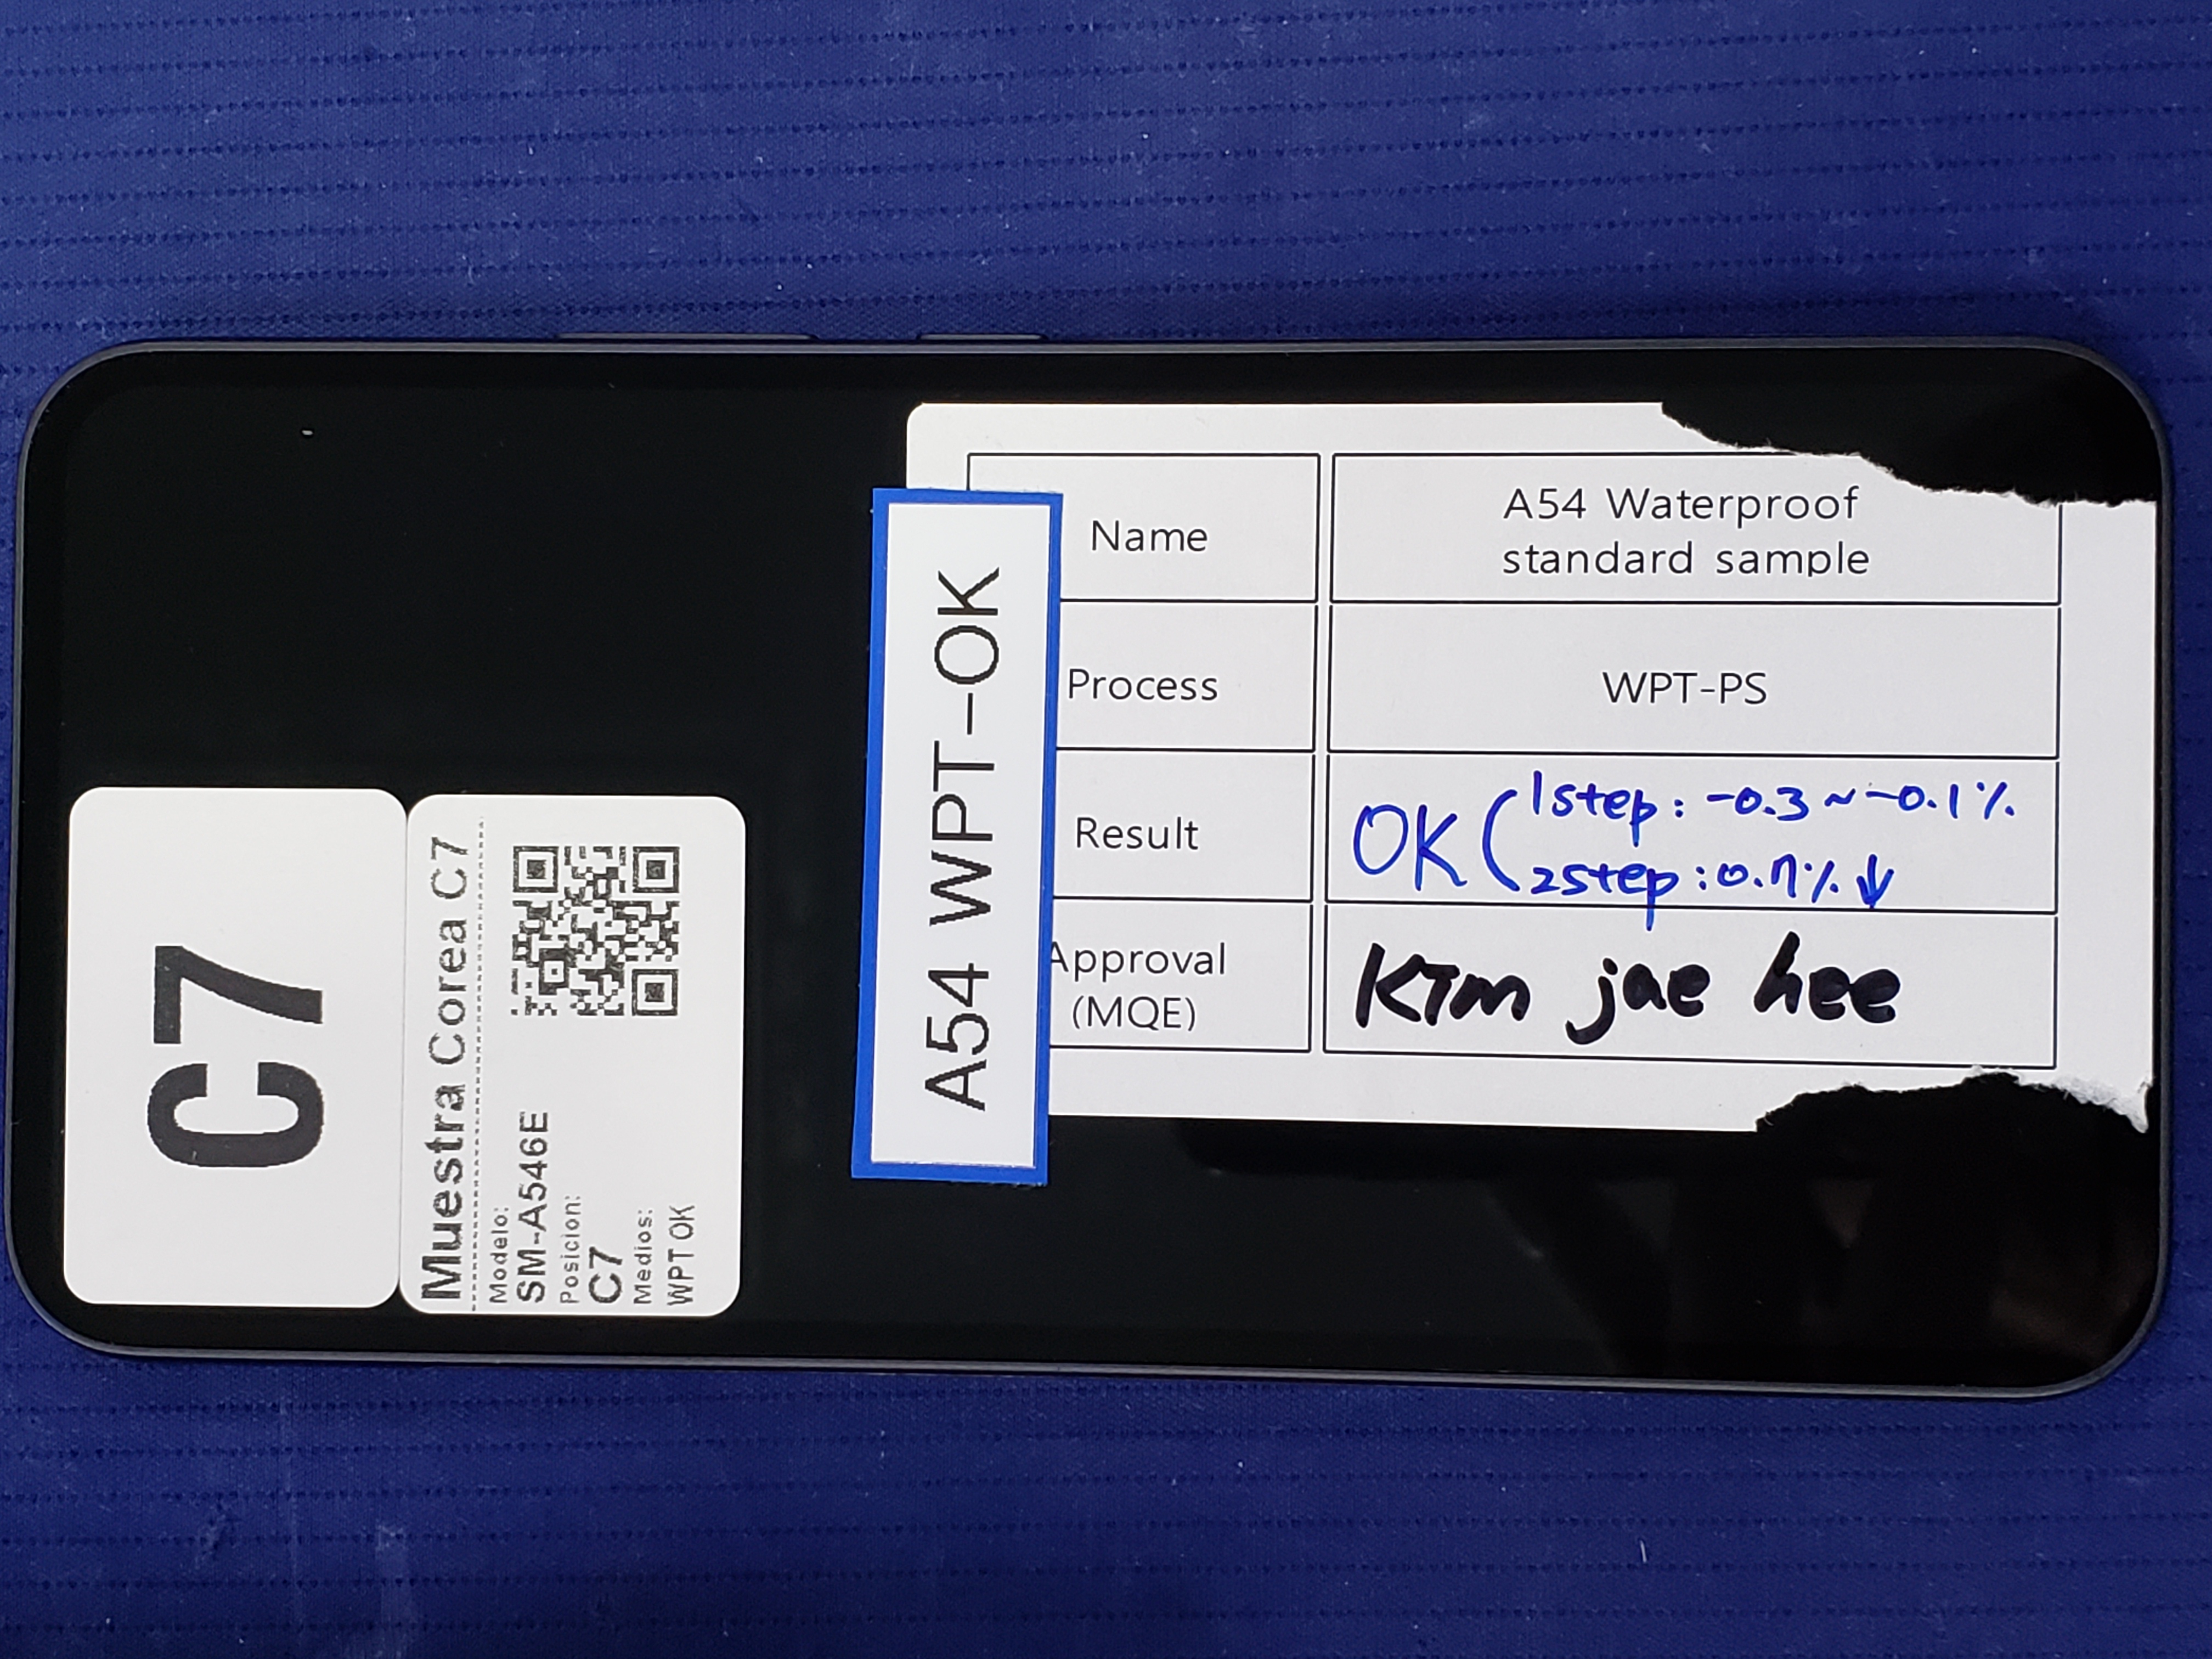 C7
Muestra Corea C7
Modelo:
SM-A546E
Posicion:
C7
Medios:
WPT OK
A54 WPT-OK
Name
A54 Waterproof
standard sample
Process
WPT-PS
Result
OK (1step: -0.3 ~ -0.1%
(2step: 0.7%↓
Approval
(MQE)
KIm jae hee